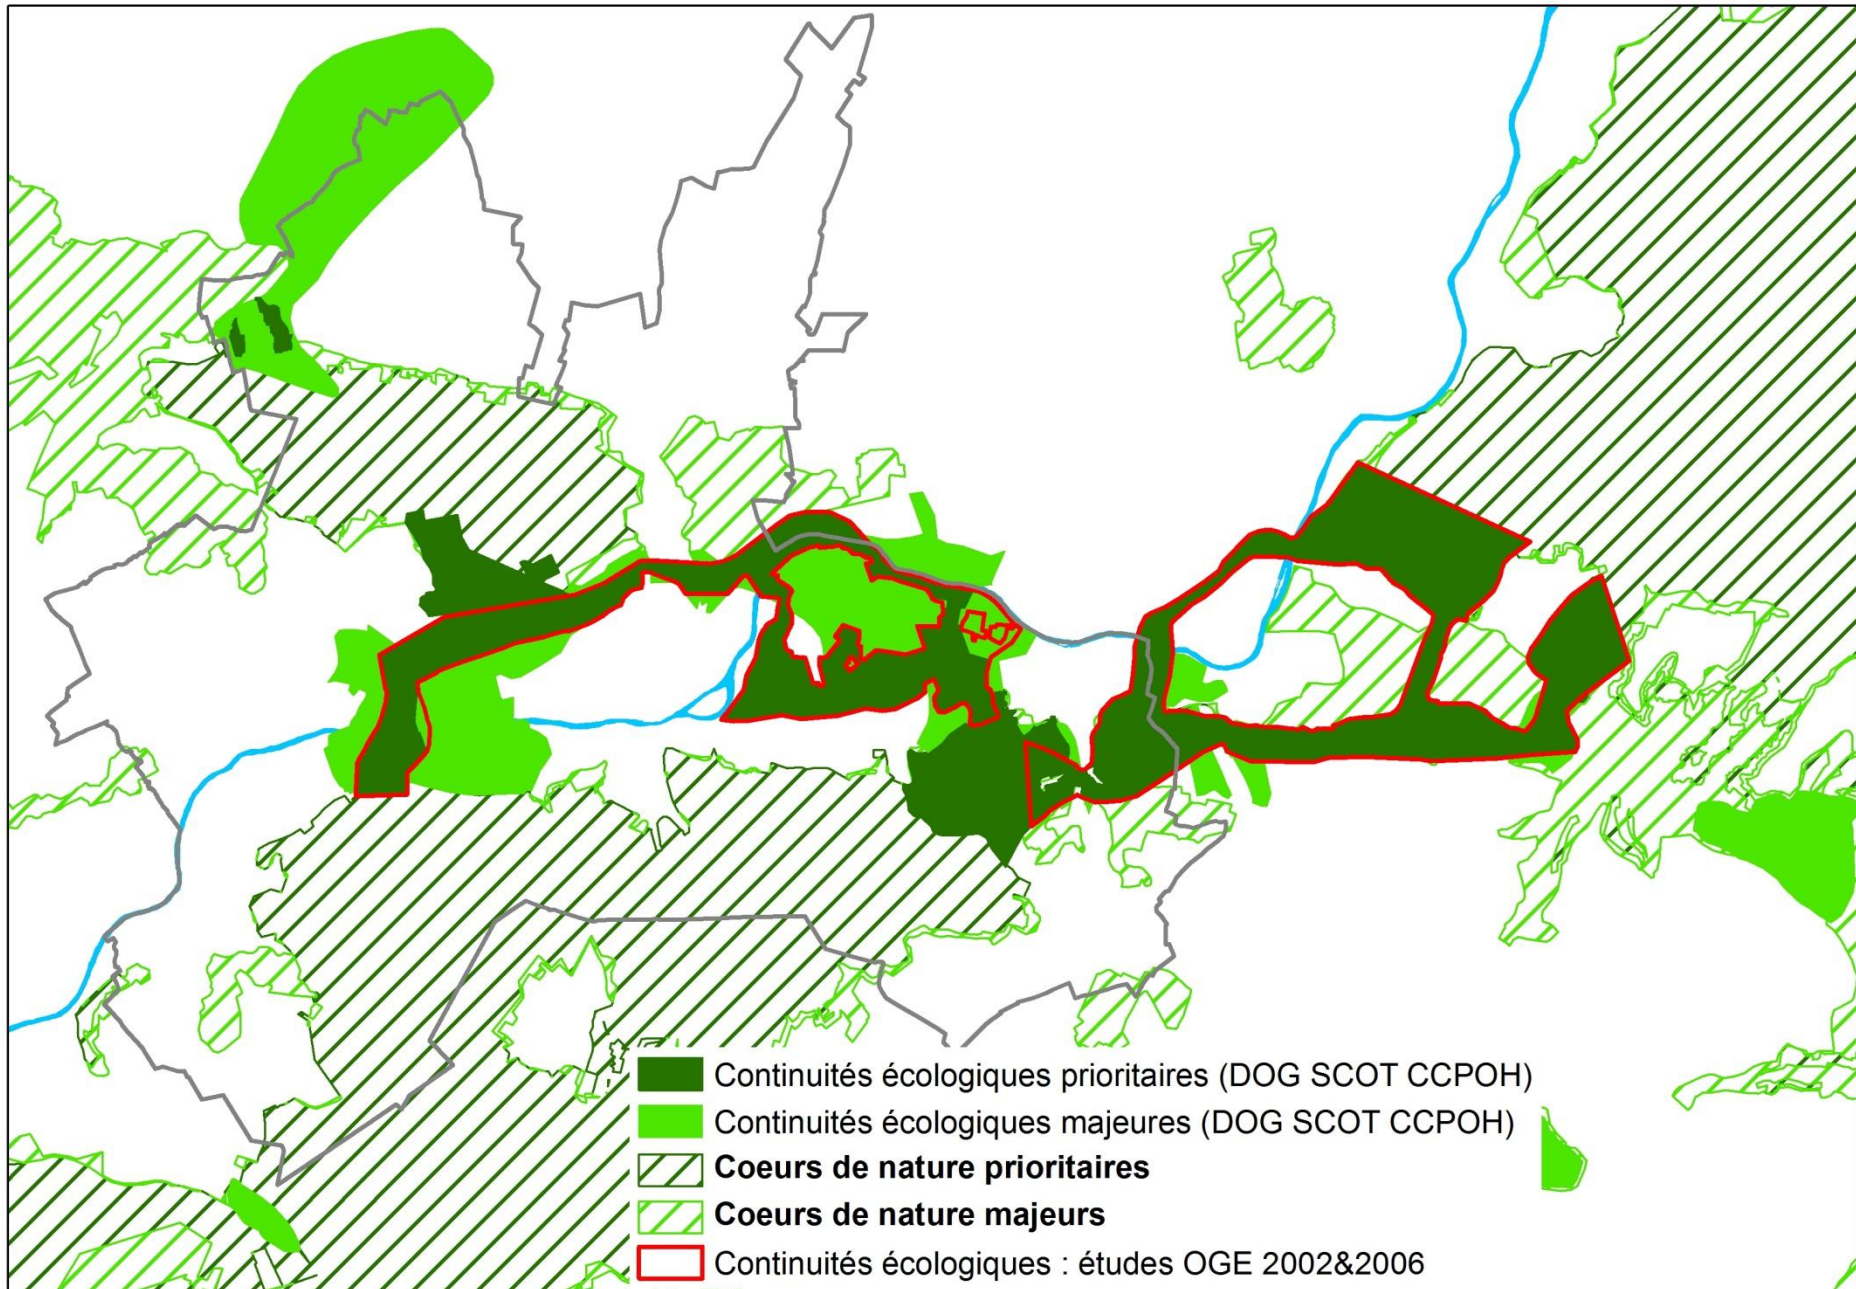 Continuités écologiques prioritaires (DOG SCOT CCPOH)
Continuités écologiques majeures (DOG SCOT CCPOH)
Coeurs de nature prioritaires
Coeurs de nature majeurs
Continuités écologiques : études OGE 2002&2006